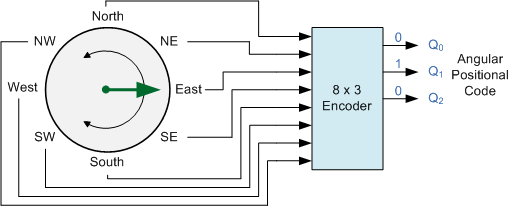 North
NW
NE
West
East
SW
SE
South
8 x 3
Encoder
0
Q0
1
Q1
0
Q2
Angular
Positional
Code